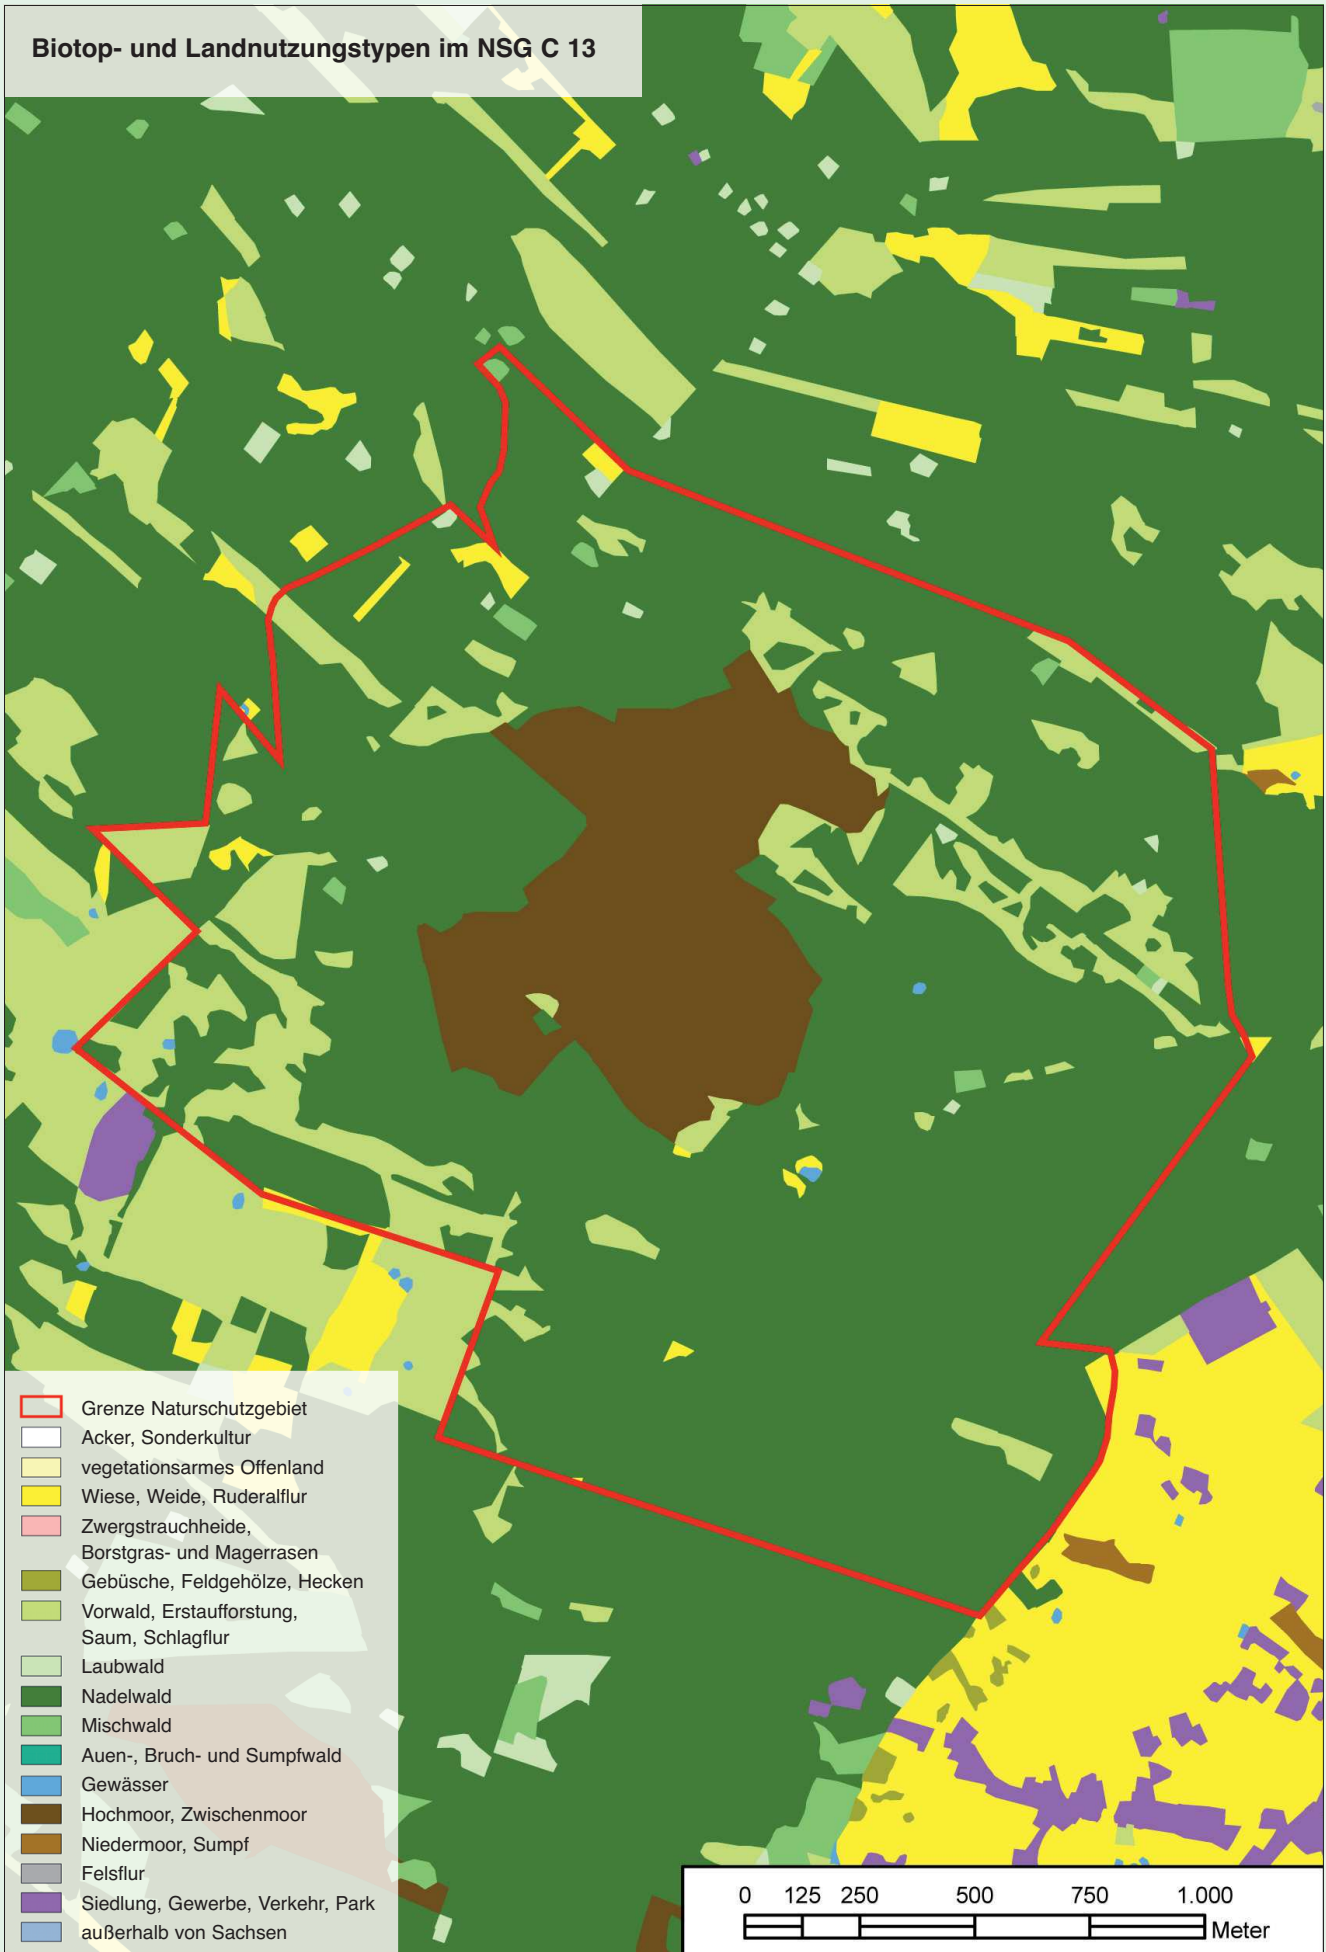 Biotop- und Landnutzungstypen im NSG C 13
Grenze Naturschutzgebiet
Acker, Sonderkultur
vegetationsarmes Offenland
Wiese, Weide, Ruderalflur
Zwergstrauchheide,
Borstgras- und Magerrasen
Gebüsche, Feldgehölze, Hecken
Vorwald, Erstaufforstung,
Saum, Schlagflur
Laubwald
Nadelwald
Mischwald
Auen-, Bruch- und Sumpfwald
Gewässer
Hochmoor, Zwischenmoor
Niedermoor, Sumpf
Felsflur
Siedlung, Gewerbe, Verkehr, Park
außerhalb von Sachsen
0 125 250 500 750 1.000
Meter